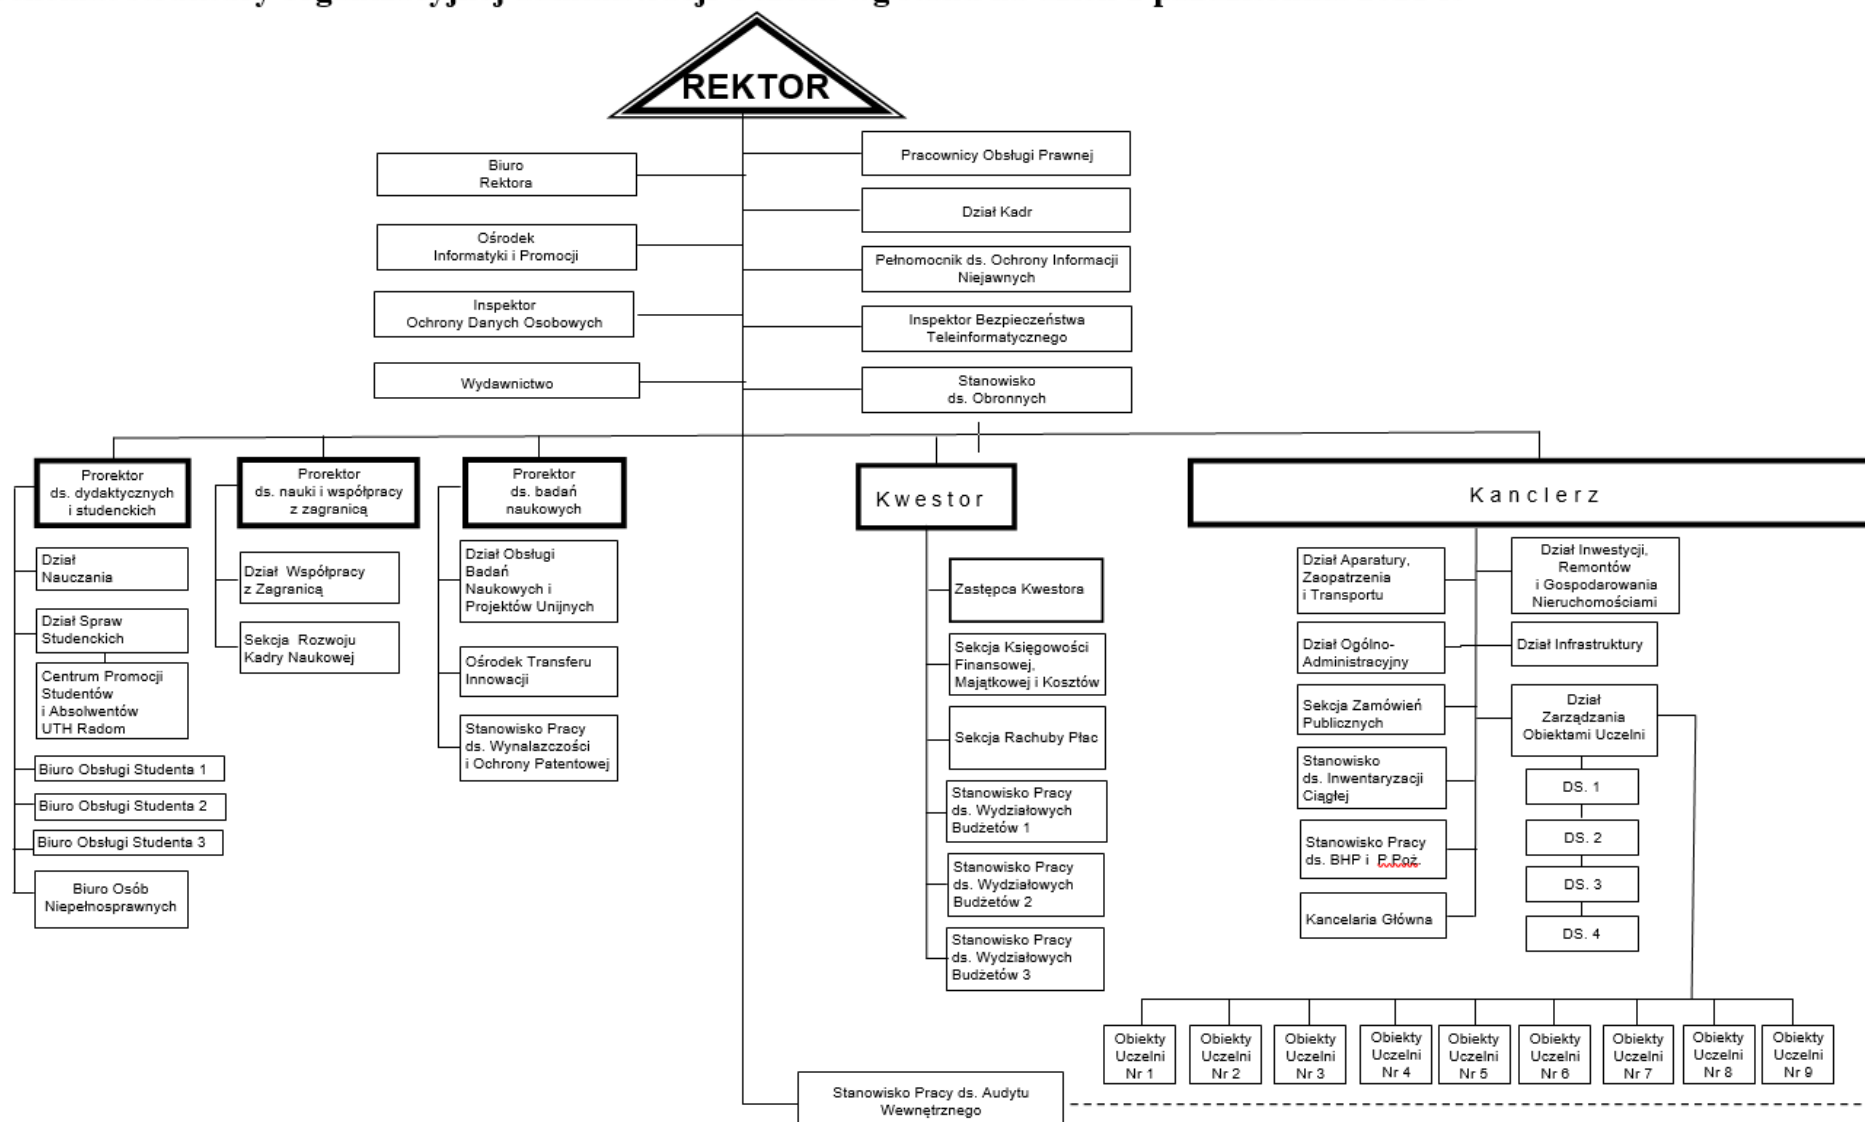 REKTOR
Pracownicy Obsługi Prawnej
Biuro
Rektora
Dział Kadr
Ośrodek
Informatyki i Promocji
Pełnomocnik ds. Ochrony Informacji
Niejawnych
Inspektor
Ochrony Danych Osobowych
Inspektor Bezpieczeństwa
Teleinformatycznego
Wydawnictwo
Stanowisko
ds. Obronnych
Prorektor
ds. dydaktycznych
i studenckich
Prorektor
ds. nauki i współpracy
z zagranicą
Prorektor
ds. badań
naukowych
Kwestor
Kanclerz
Dział
Nauczania
Dział Spraw
Studenckich
Centrum Promocji
Studentów
i Absolwentów
UTH Radom
Biuro Obsługi Studenta 1
Biuro Obsługi Studenta 2
Biuro Obsługi Studenta 3
Biuro Osób
Niepełnosprawnych
Dział Współpracy
z Zagranicą
Sekcja Rozwoju
Kadry Naukowej
Dział Obsługi
Badań
Naukowych i
Projektów Unijnych
Ośrodek Transferu
Innowacji
Stanowisko Pracy
ds. Wynalazczości
i Ochrony Patentowej
Zastępca Kwestora
Sekcja Księgowości
Finansowej,
Majątkowej i Kosztów
Sekcja Rachuby Płac
Stanowisko Pracy
ds. Wydziałowych
Budżetów 1
Stanowisko Pracy
ds. Wydziałowych
Budżetów 2
Stanowisko Pracy
ds. Wydziałowych
Budżetów 3
Dział Aparatury,
Zaopatrzenia
i Transportu
Dział Ogólno-
Administracyjny
Sekcja Zamówień
Publicznych
Stanowisko
ds. Inwentaryzacji
Ciągłej
Stanowisko Pracy
ds. BHP i P.Poż.
Kancelaria Główna
Dział Inwestycji,
Remontów
i Gospodarowania
Nieruchomościami
Dział Infrastruktury
Dział
Zarządzania
Obiektami Uczelni
DS. 1
DS. 2
DS. 3
DS. 4
Obiekty
Uczelni
Nr 1
Obiekty
Uczelni
Nr 2
Obiekty
Uczelni
Nr 3
Obiekty
Uczelni
Nr 4
Obiekty
Uczelni
Nr 5
Obiekty
Uczelni
Nr 6
Obiekty
Uczelni
Nr 7
Obiekty
Uczelni
Nr 8
Obiekty
Uczelni
Nr 9
Stanowisko Pracy ds. Audytu
Wewnętrznego